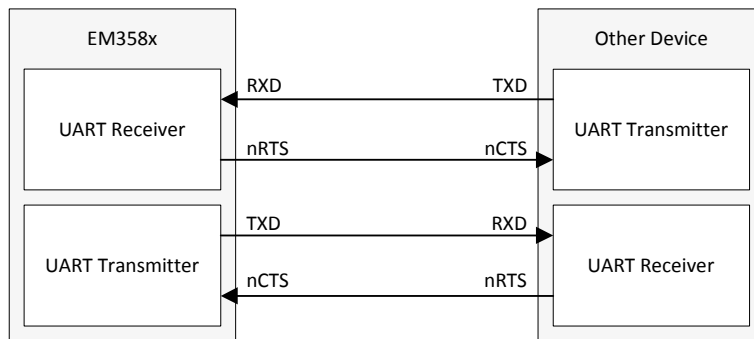 EM358x Other Device
RXD TXD
UART Receiver UART Transmitter
nRTS nCTS
TXD RXD
UART Transmitter UART Receiver
nCTS nRTS